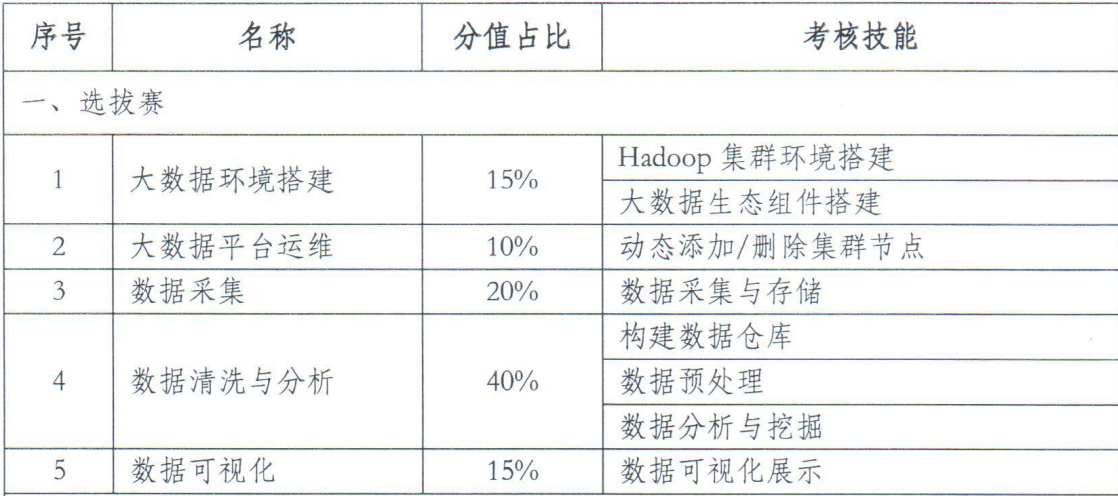 序号 名称 分值占比 考核技能
一、选拔赛
1 大数据环境搭建 15% Hadoop 集群环境搭建
大数据生态组件搭建
2 大数据平台运维 10% 动态添加/删除集群节点
3 数据采集 20% 数据采集与存储
4 数据清洗与分析 40% 构建数据仓库
数据预处理
数据分析与挖掘
5 数据可视化 15% 数据可视化展示